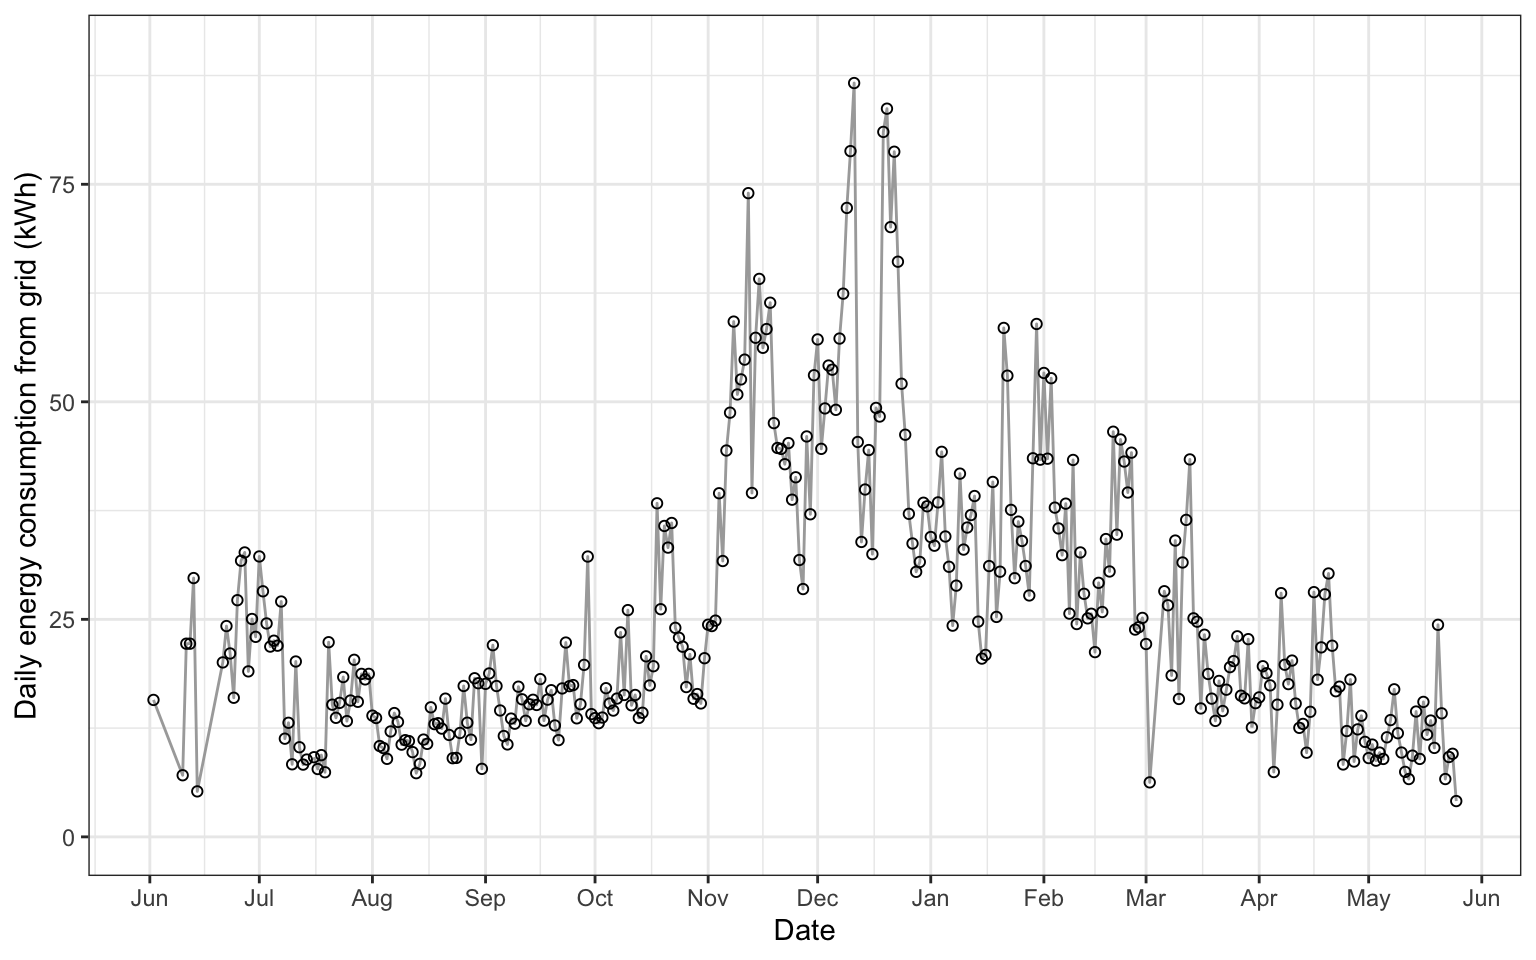 Daily energy consumption from grid (kWh)
75
50
25
0
Jun Jul Aug Sep Oct Nov Dec Jan Feb Mar Apr May Jun
Date